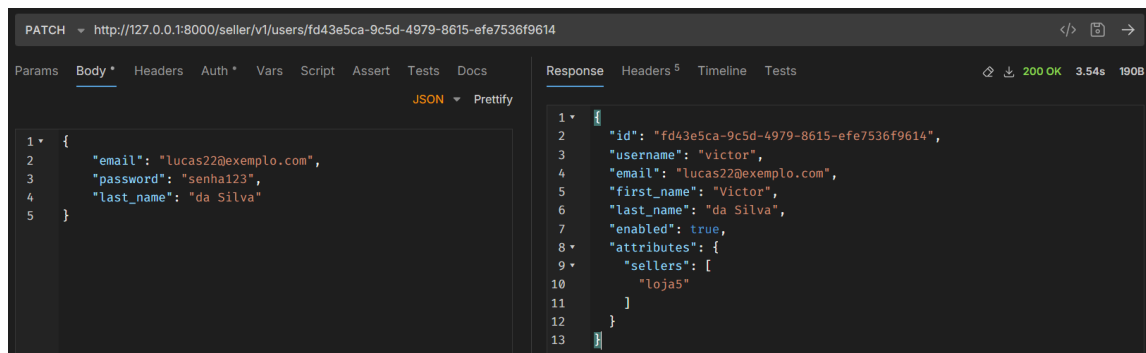 PATCH http://127.0.0.1:8000/seller/v1/users/fd43e5ca-9c5d-4979-8615-efe7536f9614 </>
Params Body * Headers Auth * Vars Script Assert Tests Docs
JSON Prettify
1 {
2 "email": "lucas22@exemplo.com",
3 "password": "senha123",
4 "last_name": "da Silva"
5 }
Response Headers 5 Timeline Tests 200 OK 3.54s 190B
1 {
2 "id": "fd43e5ca-9c5d-4979-8615-efe7536f9614",
3 "username": "victor",
4 "email": "lucas22@exemplo.com",
5 "first_name": "Victor",
6 "last_name": "da Silva",
7 "enabled": true,
8 "attributes": {
9 "sellers": [
10 "loja5"
11 ]
12 }
13 }